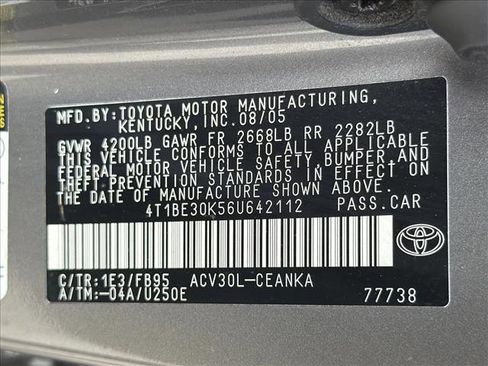 MFD.BY: TOYOTA MOTOR MANUFACTURING,
KENTUCKY, INC. 08/05
GVWR 4200LB GAWR FR 2668LB RR 2282LB
THIS VEHICLE CONFORMS TO ALL APPLICABLE
FEDERAL MOTOR VEHICLE SAFETY, BUMPER, AND
THEFT PREVENTION STANDARDS IN EFFECT ON
THE DATE OF MANUFACTURE SHOWN ABOVE.
4T1BE30K56U642112 PASS.CAR
TOYOTA
C/TR: 1E3/FB95 ACV30L-CEANKA
A/TM: -04A/U250E 77738